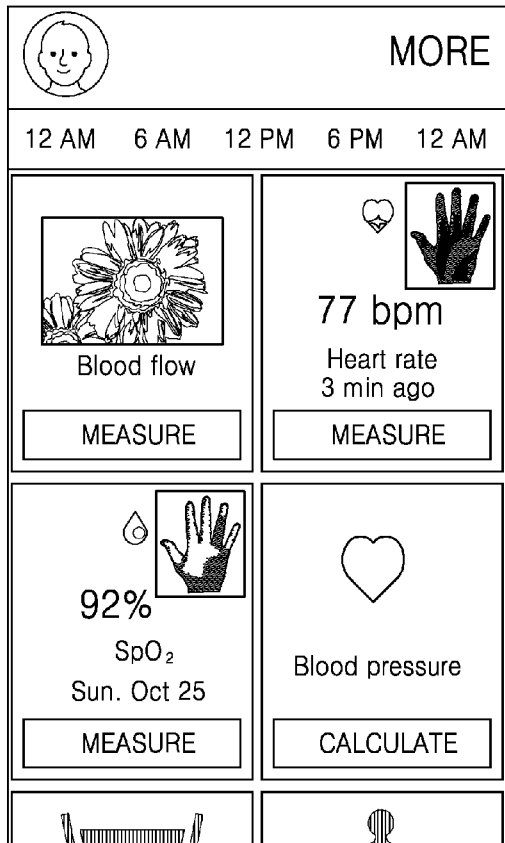 MORE
12 AM 6 AM 12 PM 6 PM 12 AM
Blood flow
MEASURE
77 bpm
Heart rate
3 min ago
MEASURE
92%
SpO₂
Sun. Oct 25
MEASURE
Blood pressure
CALCULATE